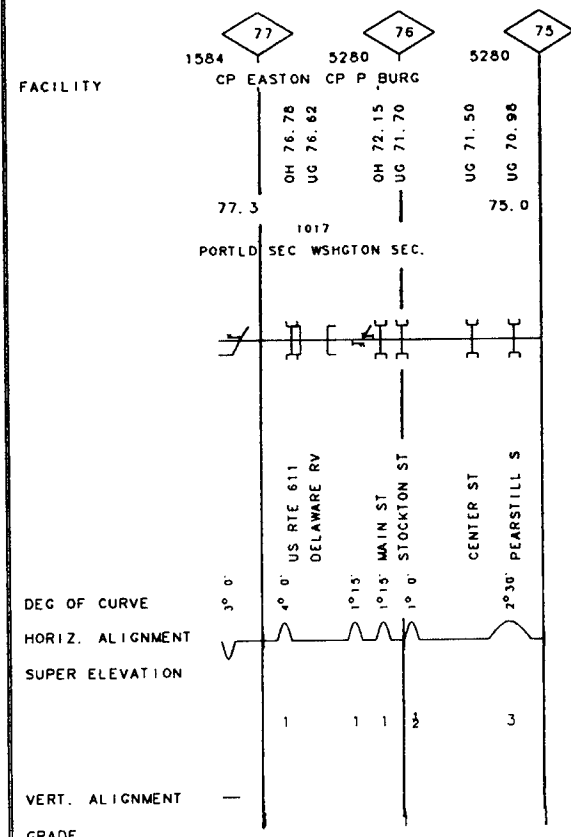 77 76 75
1584 5280 5280
FACILITY CP EASTON CP P BURG
OH 76.78
UG 76.62
OH 72.15
UG 71.70
UG 71.50
UG 70.98
77.3 75.0
1017
PORTLD SEC WSHGTON SEC.
US RTE 611
DELAWARE RV
MAIN ST
STOCKTON ST
CENTER ST
PEARSTILL S
DEG OF CURVE 3° 0' 4° 0' 1° 15' 1° 15' 1° 0' 2° 30'
HORIZ. ALIGNMENT
SUPER ELEVATION
1 1 1 ½ 3
VERT. ALIGNMENT
GRADE